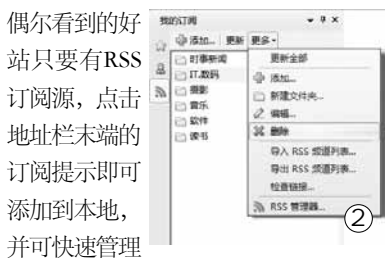 偶尔看到的好
站只要有RSS
订阅源，点击
地址栏末端的
订阅提示即可
添加到本地，
并可快速管理
我的订阅
添加... 更新 更多
时事新闻
IT.数码
摄影
音乐
软件
读书
更新全部
添加...
新建文件夹...
编辑...
删除
导入 RSS 频道列表...
导出 RSS 频道列表...
检查链接...
RSS 管理器...
②